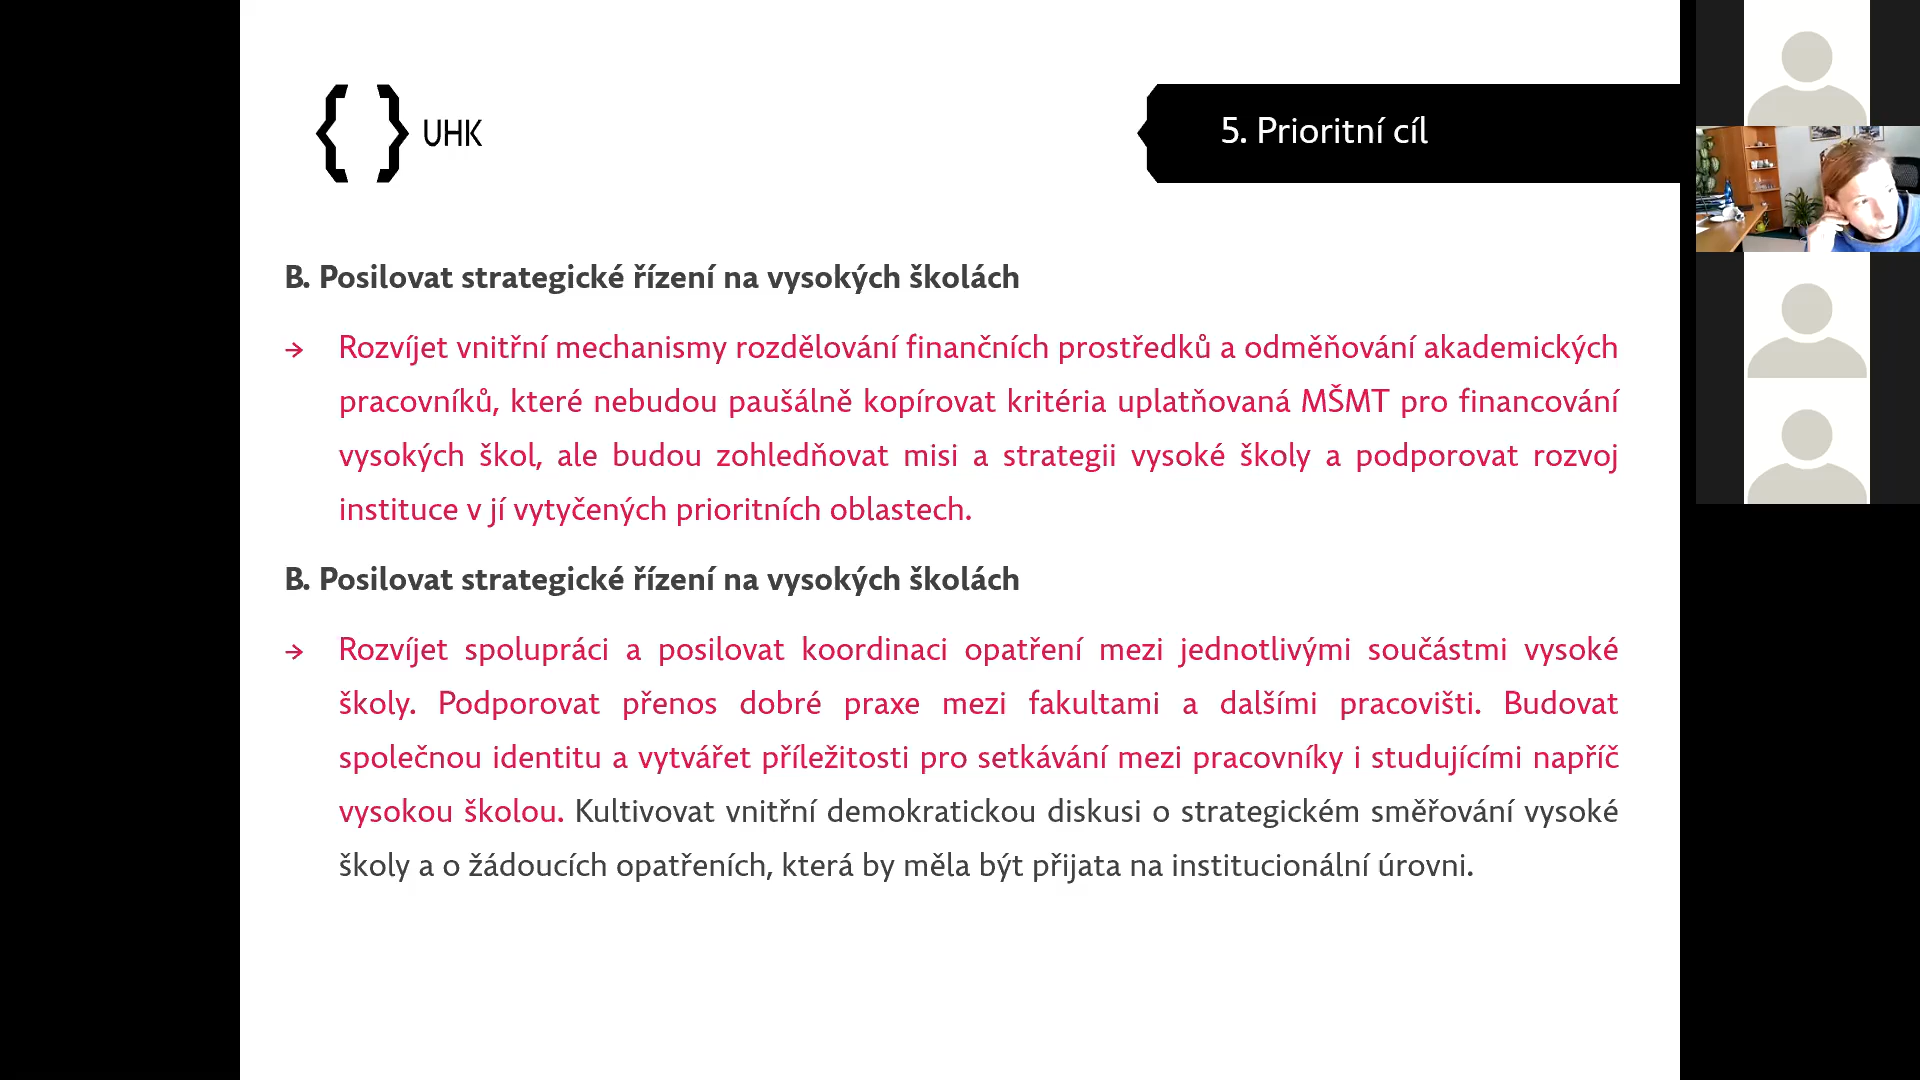 UHK
5. Prioritní cíl
B. Posilovat strategické řízení na vysokých školách
→ Rozvíjet vnitřní mechanismy rozdělování finančních prostředků a odměňování akademických
pracovníků, které nebudou paušálně kopírovat kritéria uplatňovaná MŠMT pro financování
vysokých škol, ale budou zohledňovat misi a strategii vysoké školy a podporovat rozvoj
instituce v jí vytyčených prioritních oblastech.
B. Posilovat strategické řízení na vysokých školách
→ Rozvíjet spolupráci a posilovat koordinaci opatření mezi jednotlivými součástmi vysoké
školy. Podporovat přenos dobré praxe mezi fakultami a dalšími pracovišti. Budovat
společnou identitu a vytvářet příležitosti pro setkávání mezi pracovníky i studujícími napříč
vysokou školou. Kultivovat vnitřní demokratickou diskusi o strategickém směřování vysoké
školy a o žádoucích opatřeních, která by měla být přijata na institucionální úrovni.